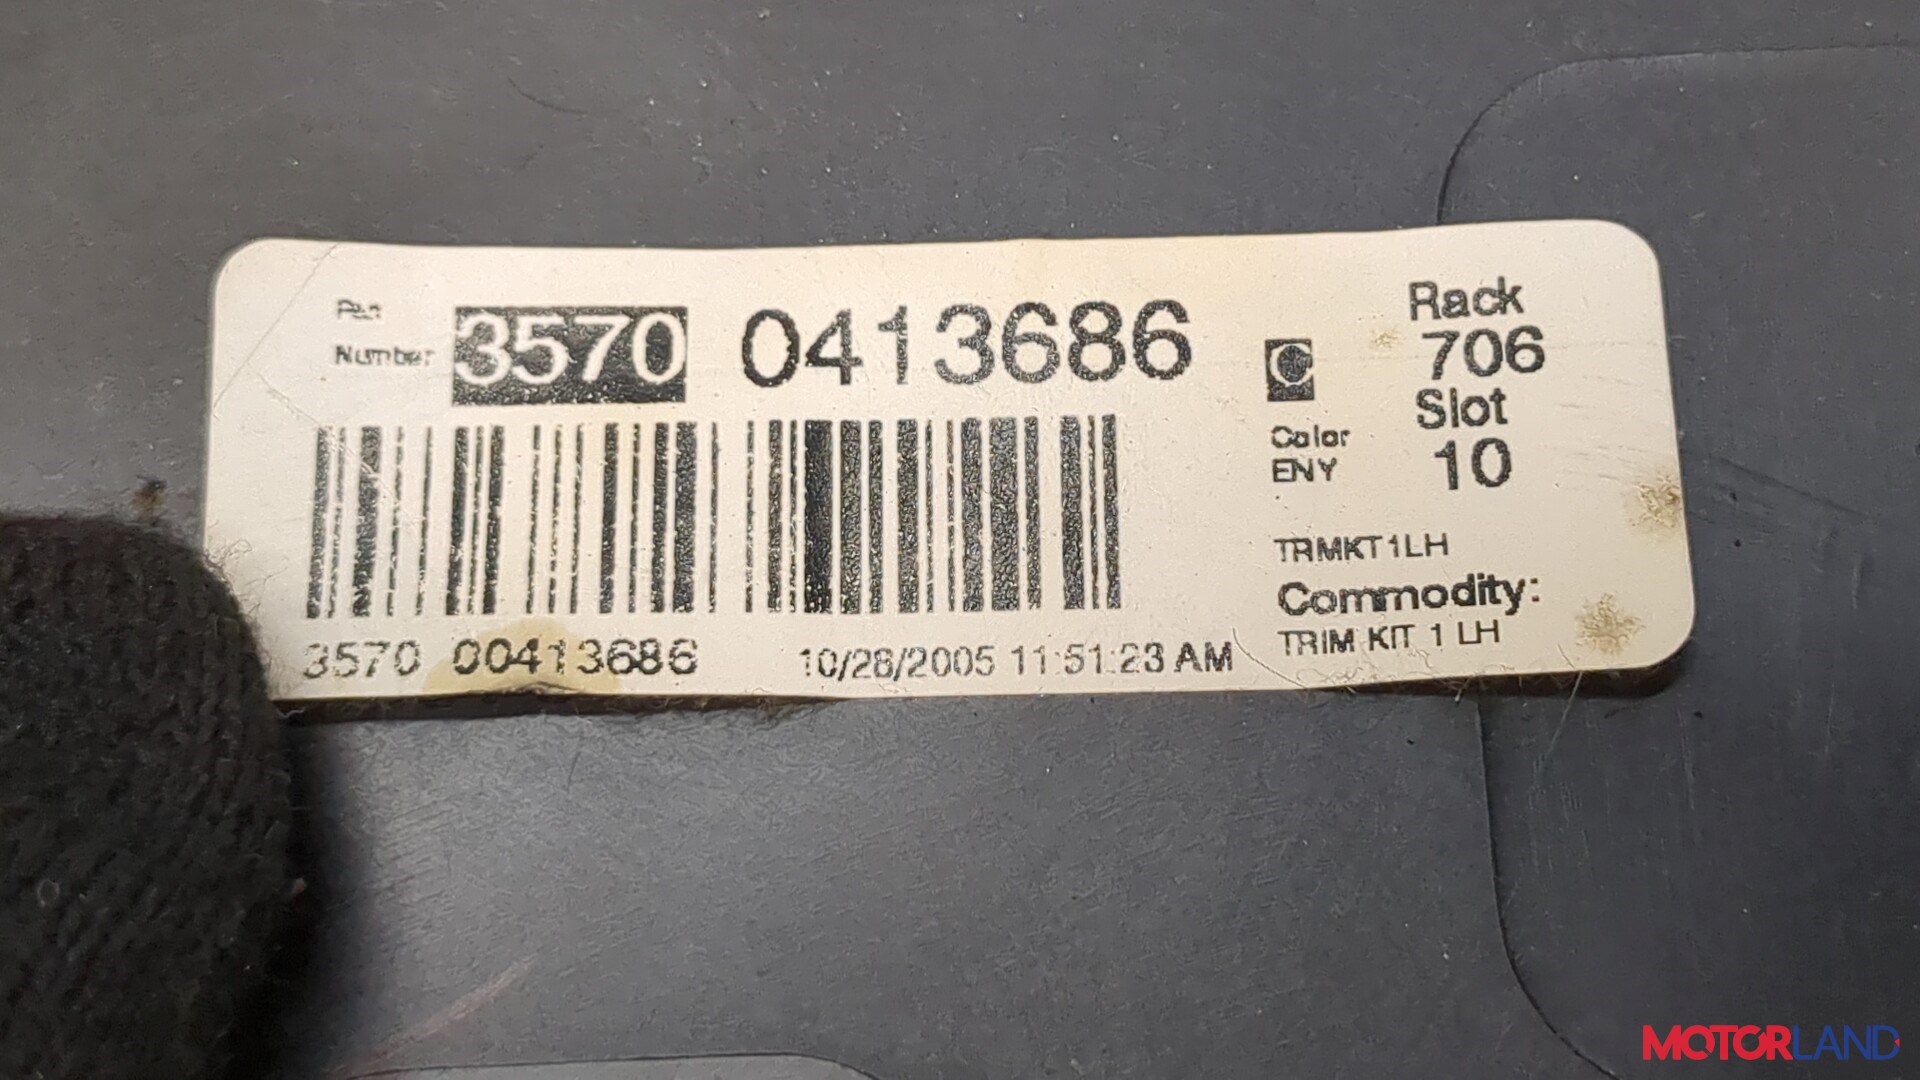 Part
Number
3570 0413686
C
Color
ENY
Rack
706
Slot
10
TRMKT1LH
Commodity:
TRIM KIT 1 LH
3570 00413686 10/28/2005 11:51:23 AM
MOTORLAND